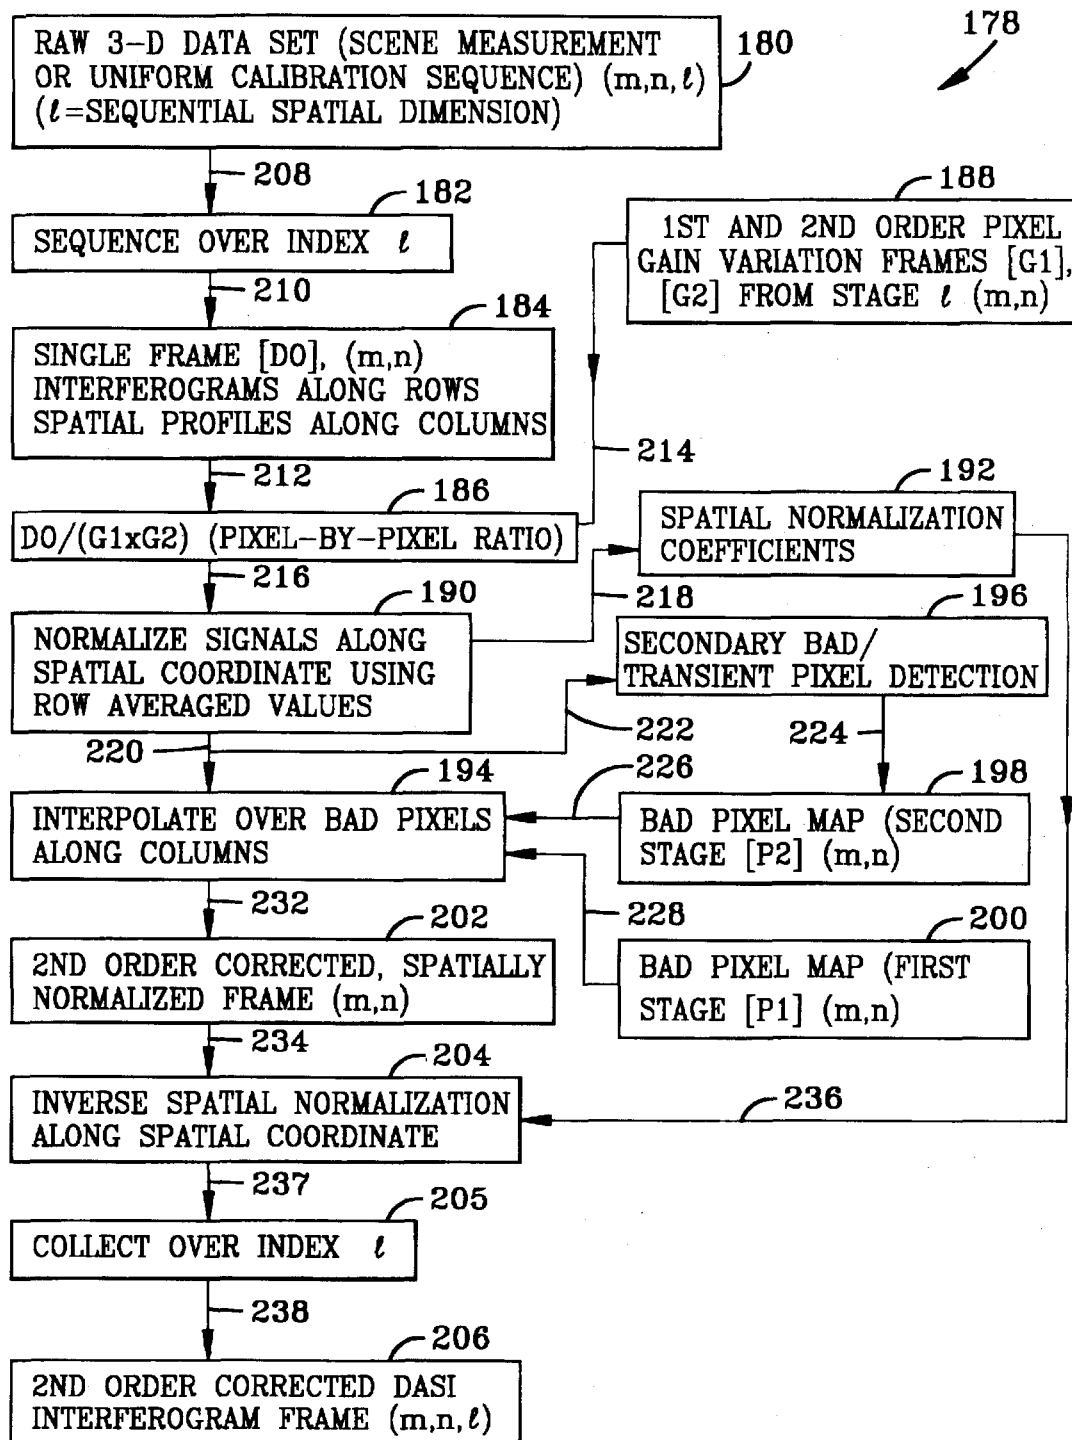 178
RAW 3-D DATA SET (SCENE MEASUREMENT
OR UNIFORM CALIBRATION SEQUENCE) (m,n,ℓ)
(ℓ=SEQUENTIAL SPATIAL DIMENSION)
180
208
182
SEQUENCE OVER INDEX ℓ
210
188
1ST AND 2ND ORDER PIXEL
GAIN VARIATION FRAMES [G1],
[G2] FROM STAGE ℓ (m,n)
184
SINGLE FRAME [DO], (m,n)
INTERFEROGRAMS ALONG ROWS
SPATIAL PROFILES ALONG COLUMNS
212
214
186
DO/(G1xG2) (PIXEL-BY-PIXEL RATIO)
192
SPATIAL NORMALIZATION
COEFFICIENTS
216
218
190
NORMALIZE SIGNALS ALONG
SPATIAL COORDINATE USING
ROW AVERAGED VALUES
196
SECONDARY BAD/
TRANSIENT PIXEL DETECTION
220
222
224
194
INTERPOLATE OVER BAD PIXELS
ALONG COLUMNS
226
198
BAD PIXEL MAP (SECOND
STAGE [P2] (m,n)
228
232
200
BAD PIXEL MAP (FIRST
STAGE [P1] (m,n)
202
2ND ORDER CORRECTED, SPATIALLY
NORMALIZED FRAME (m,n)
234
204
INVERSE SPATIAL NORMALIZATION
ALONG SPATIAL COORDINATE
236
237
205
COLLECT OVER INDEX ℓ
238
206
2ND ORDER CORRECTED DASI
INTERFEROGRAM FRAME (m,n,ℓ)